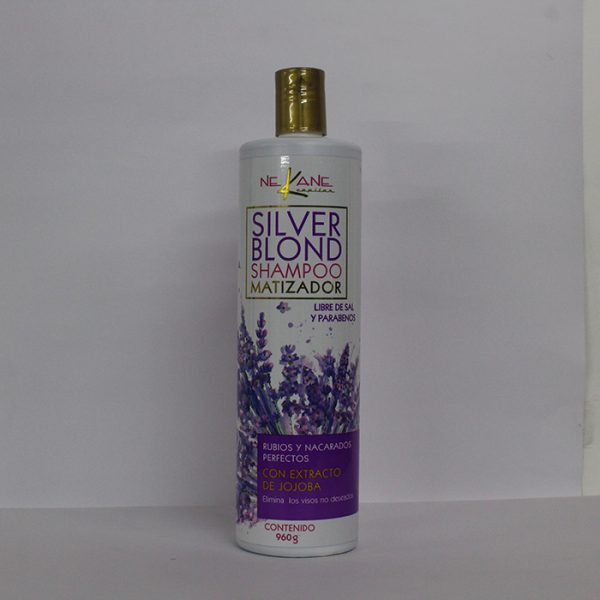 NEKANE
capilar
SILVER
BLOND
SHAMPOO
MATIZADOR
LIBRE DE SAL
Y PARABENOS
RUBIOS Y NACARADOS
PERFECTOS
CON EXTRACTO
DE JOJOBA
Elimina los visos no deseados
CONTENIDO
960g